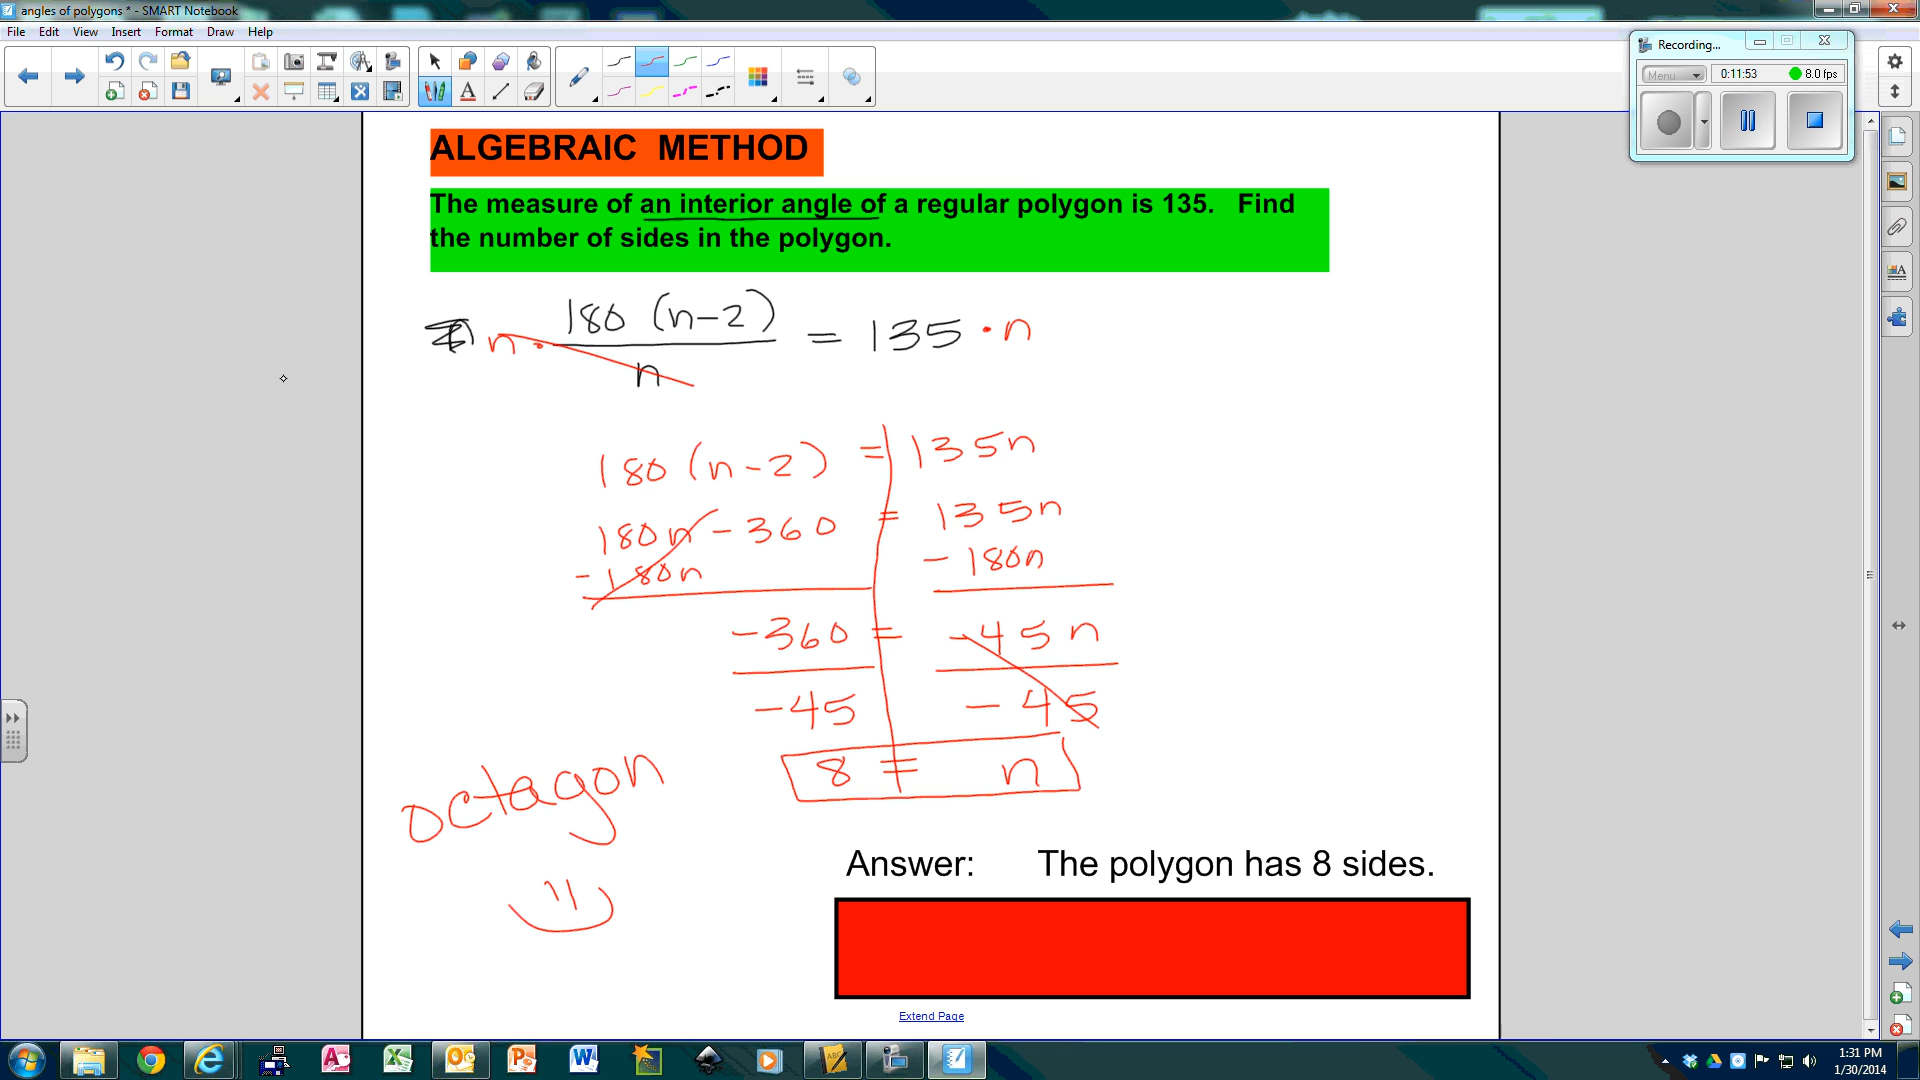 angles of polygons * - SMART Notebook
File Edit View Insert Format Draw Help
Recording...
Menu 0:11:53 8.0 fps
ALGEBRAIC METHOD
The measure of an interior angle of a regular polygon is 135. Find
the number of sides in the polygon.
n · 180 (n-2) = 135 · n
n
180 (n-2) = 135n
180n - 360 = 135n
- 180n - 180n
-360 = -45n
-45 -45
8 = n
octagon
Answer: The polygon has 8 sides.
Extend Page
1:31 PM
1/30/2014